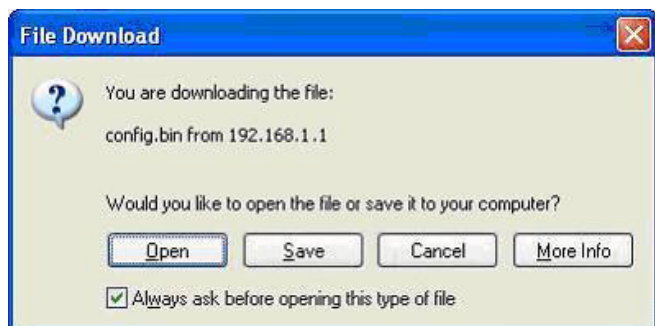 File Download
You are downloading the file:
config.bin from 192.168.1.1
Would you like to open the file or save it to your computer?
Open Save Cancel More Info
Always ask before opening this type of file